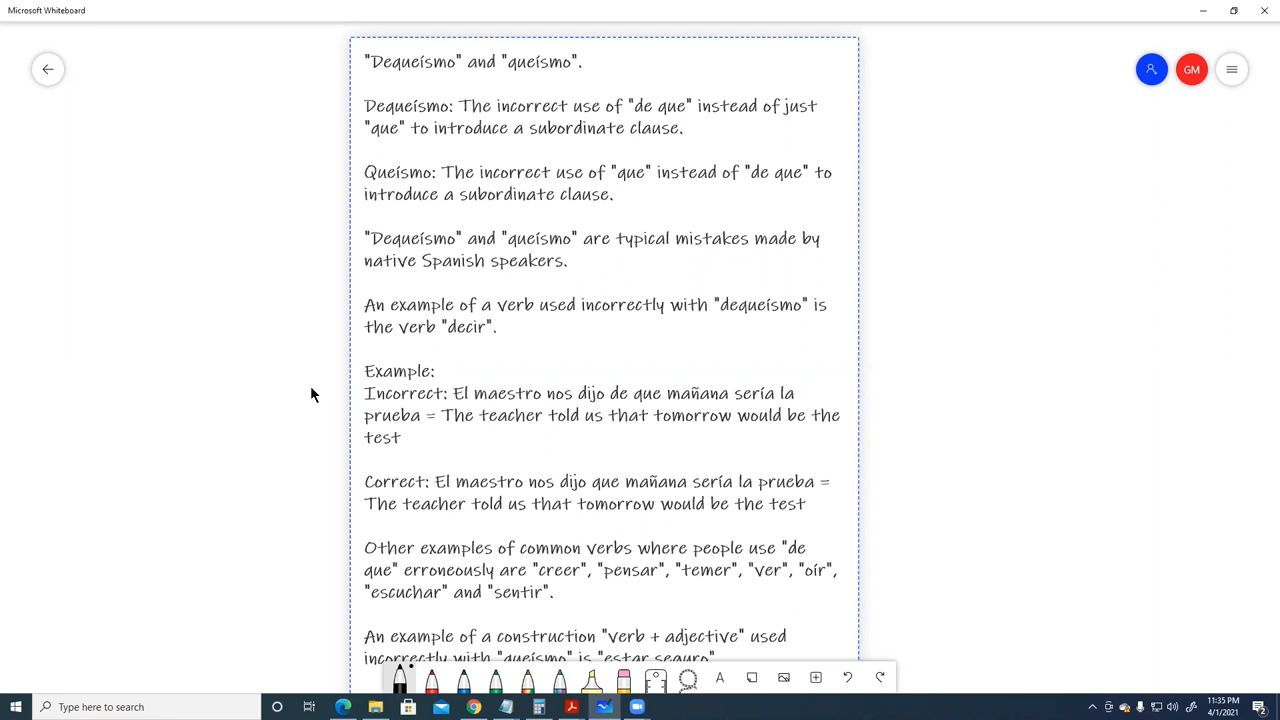 Microsoft Whiteboard
GM
"Dequeísmo" and "queísmo".
Dequeísmo: The incorrect use of "de que" instead of just
"que" to introduce a subordinate clause.
Queísmo: The incorrect use of "que" instead of "de que" to
introduce a subordinate clause.
"Dequeísmo" and "queísmo" are typical mistakes made by
native Spanish speakers.
An example of a verb used incorrectly with "dequeísmo" is
the verb "decir".
Example:
Incorrect: El maestro nos dijo de que mañana sería la
prueba = The teacher told us that tomorrow would be the
test
Correct: El maestro nos dijo que mañana sería la prueba =
The teacher told us that tomorrow would be the test
Other examples of common verbs where people use "de
que" erroneously are "creer", "pensar", "temer", "ver", "oír",
"escuchar" and "sentir".
An example of a construction "verb + adjective" used
incorrectly with "queísmo" is "estar seguro"
A
Type here to search
11:35 PM
4/1/2021
2